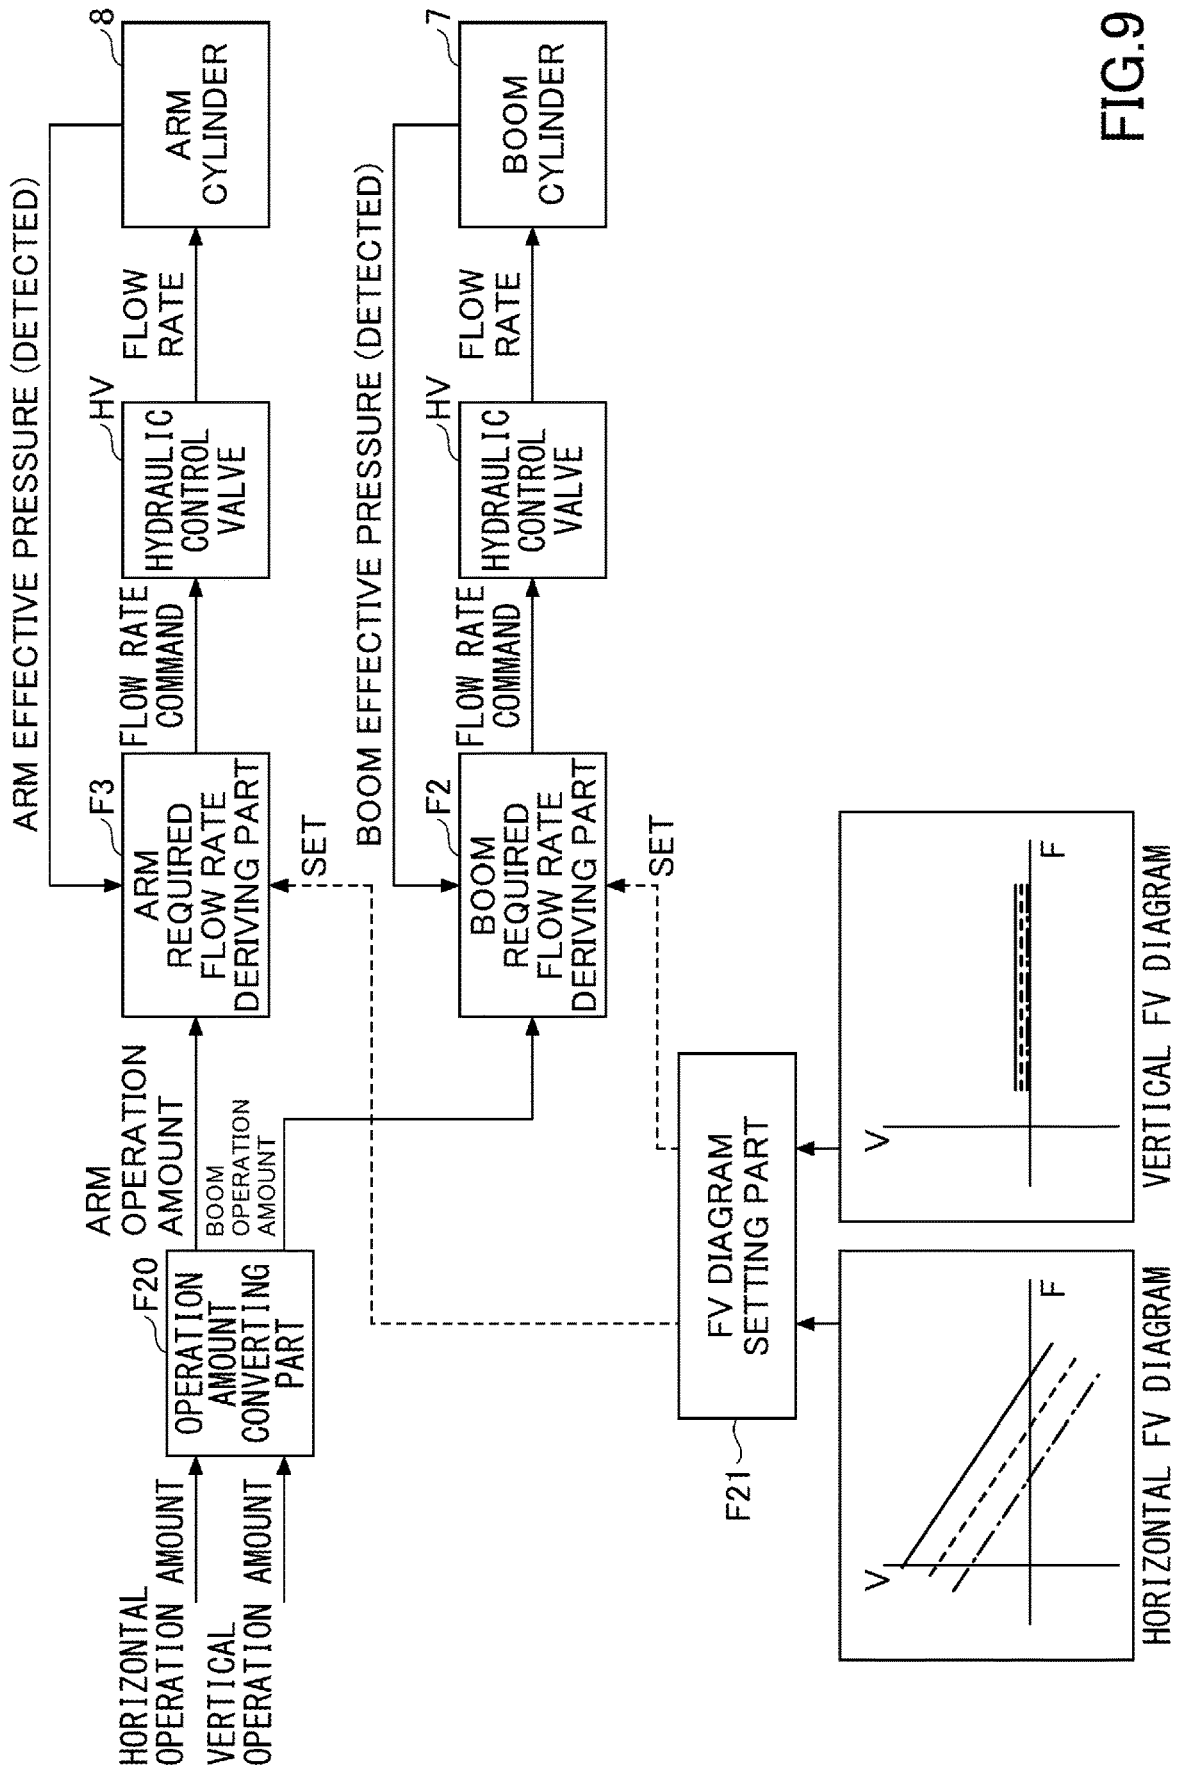 ARM EFFECTIVE PRESSURE (DETECTED)
HORIZONTAL
OPERATION AMOUNT
VERTICAL
OPERATION AMOUNT
F20
OPERATION
AMOUNT
CONVERTING
PART
ARM
OPERATION
AMOUNT
BOOM
OPERATION
AMOUNT
F3
ARM
REQUIRED
FLOW RATE
DERIVING PART
SET
FLOW RATE
COMMAND
HV
HYDRAULIC
CONTROL
VALVE
FLOW
RATE
8
ARM
CYLINDER
BOOM EFFECTIVE PRESSURE (DETECTED)
F2
BOOM
REQUIRED
FLOW RATE
DERIVING PART
SET
FLOW RATE
COMMAND
HV
HYDRAULIC
CONTROL
VALVE
FLOW
RATE
7
BOOM
CYLINDER
F21
FV DIAGRAM
SETTING PART
V
F
HORIZONTAL FV DIAGRAM
V
F
VERTICAL FV DIAGRAM
FIG.9